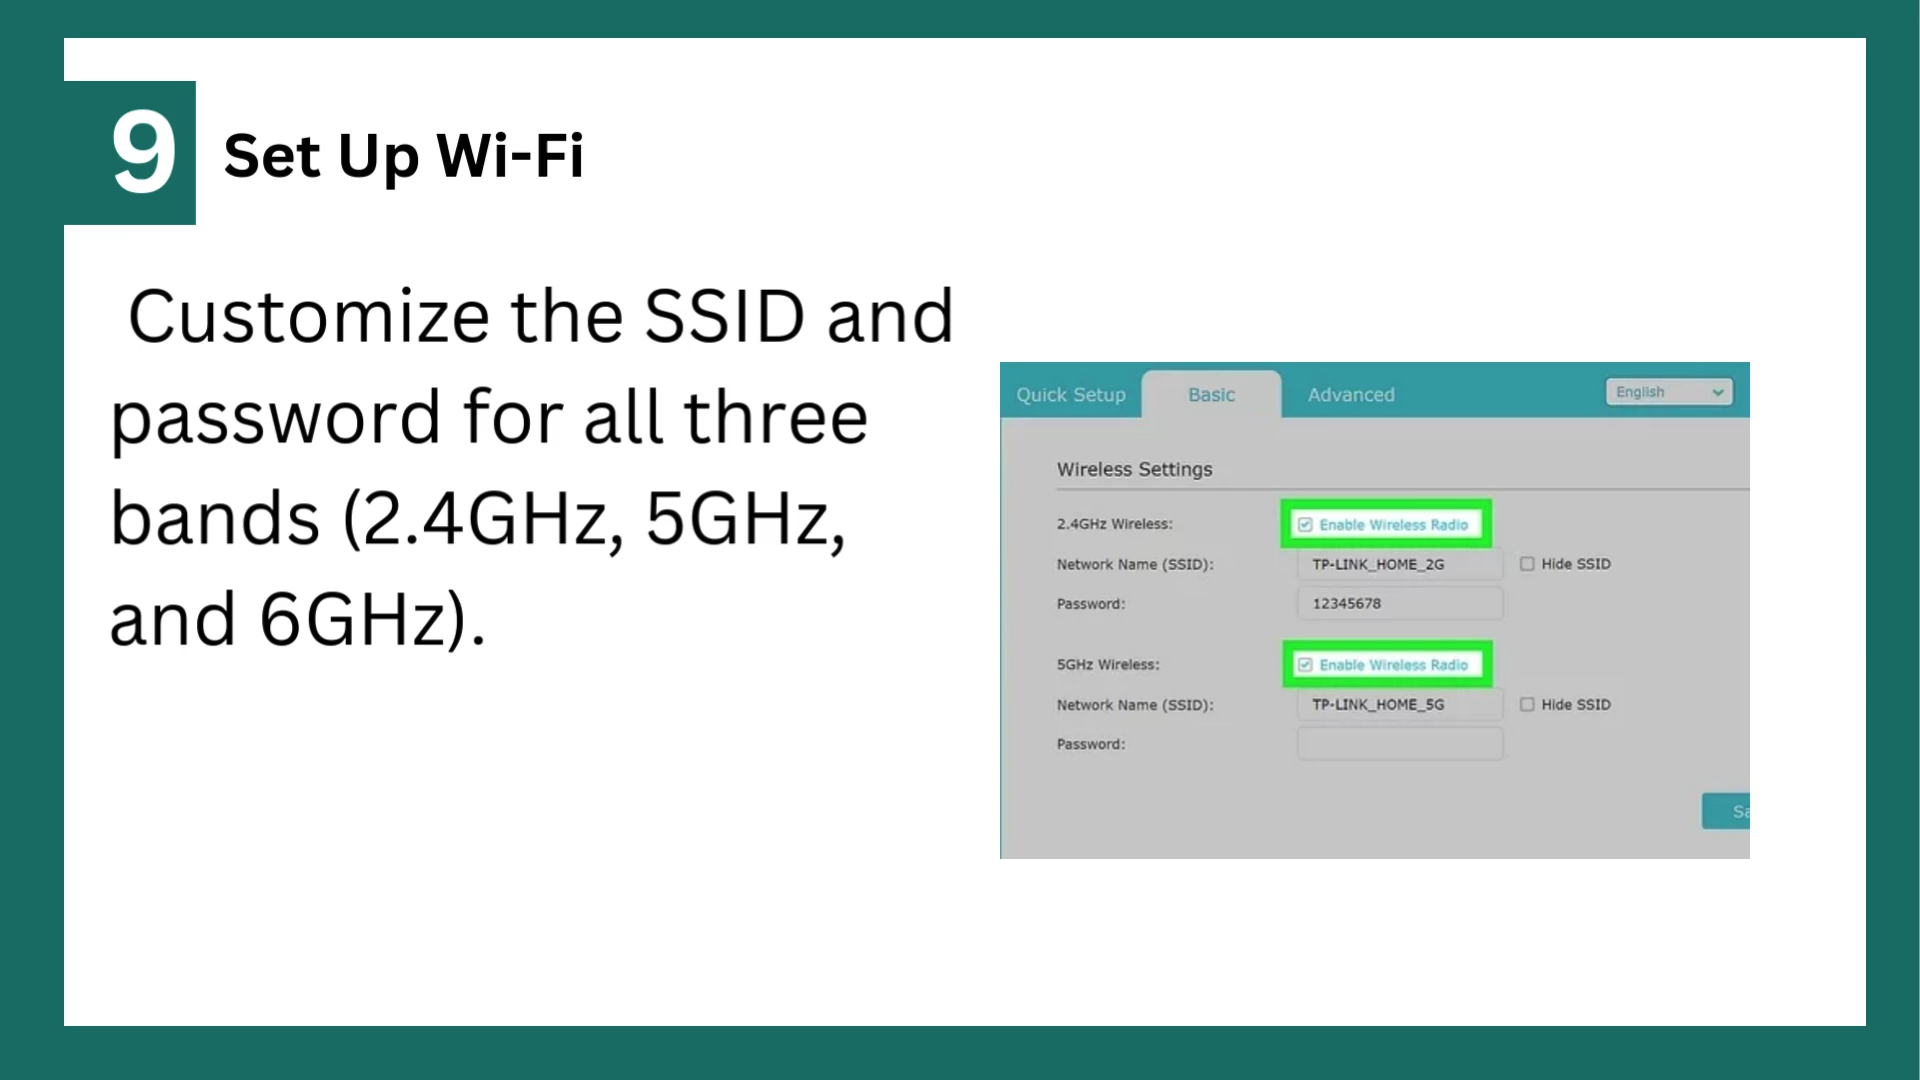 9
Set Up Wi-Fi
Customize the SSID and
password for all three
bands (2.4GHz, 5GHz,
and 6GHz).
Quick Setup Basic Advanced English
Wireless Settings
2.4GHz Wireless: Enable Wireless Radio
Network Name (SSID): TP-LINK_HOME_2G Hide SSID
Password: 12345678
5GHz Wireless: Enable Wireless Radio
Network Name (SSID): TP-LINK_HOME_5G Hide SSID
Password:
Sa